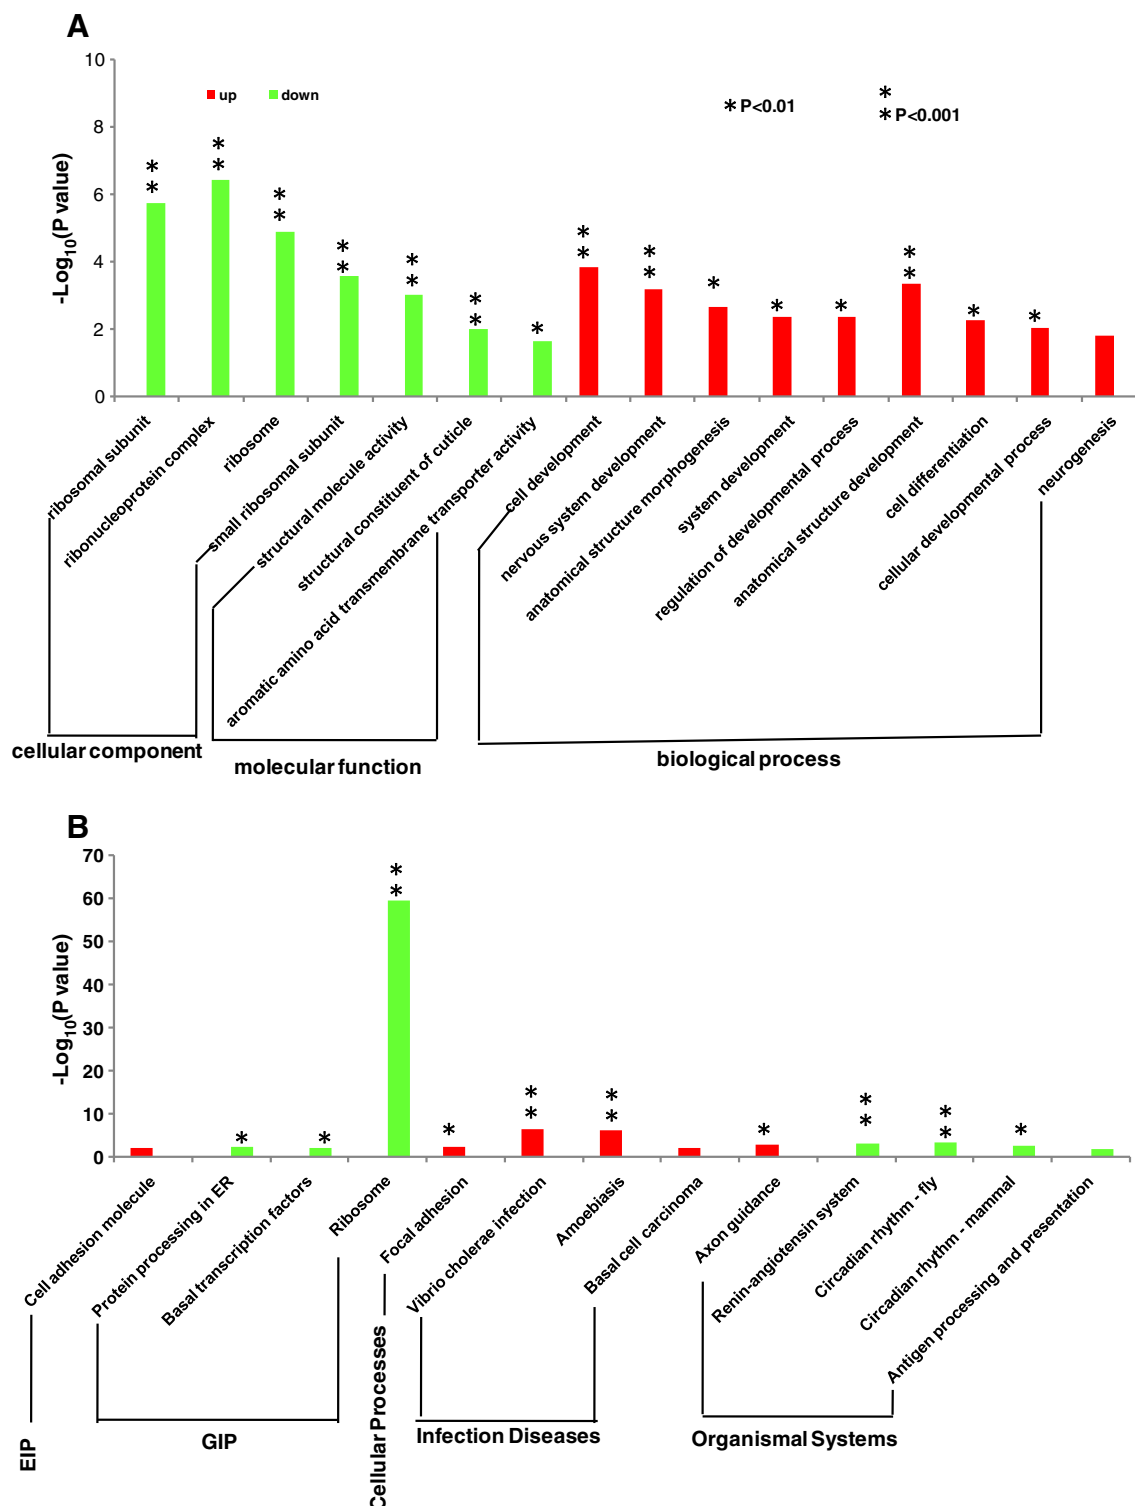 A
10
8
6
4
2
0
-Log10(P value)
up
down
* P<0.01
*
* P<0.001
* *
* *
* *
* *
* *
* *
*
* *
* *
*
*
*
* *
*
*
ribosomal subunit
ribonucleoprotein complex
ribosome
small ribosomal subunit
structural molecule activity
structural constituent of cuticle
aromatic amino acid transmembrane transporter activity
cell development
nervous system development
anatomical structure morphogenesis
system development
regulation of developmental process
anatomical structure development
cell differentiation
cellular developmental process
neurogenesis
cellular component
molecular function
biological process
B
70
60
50
40
30
20
10
0
-Log10(P value)
*
*
* *
*
* *
* *
*
* *
* *
*
Cell adhesion molecule
Protein processing in ER
Basal transcription factors
Ribosome
Focal adhesion
Vibrio cholerae infection
Amoebiasis
Basal cell carcinoma
Axon guidance
Renin-angiotensin system
Circadian rhythm - fly
Circadian rhythm - mammal
Antigen processing and presentation
EIP
GIP
Cellular Processes
Infection Diseases
Organismal Systems